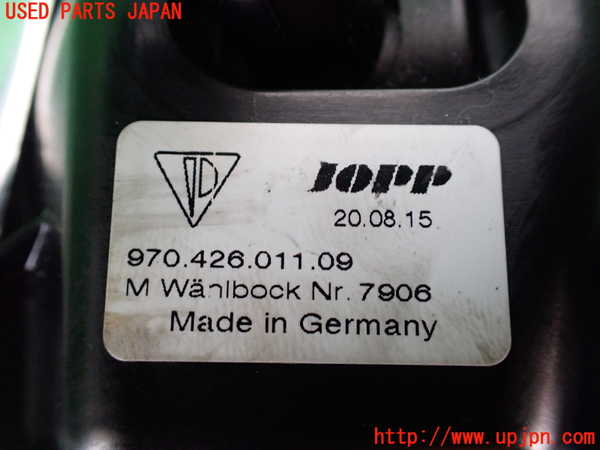 USED PARTS JAPAN
JOPP
20.08.15
970.426.011.09
M Wählbock Nr. 7906
Made in Germany
http://www.upjpn.com/